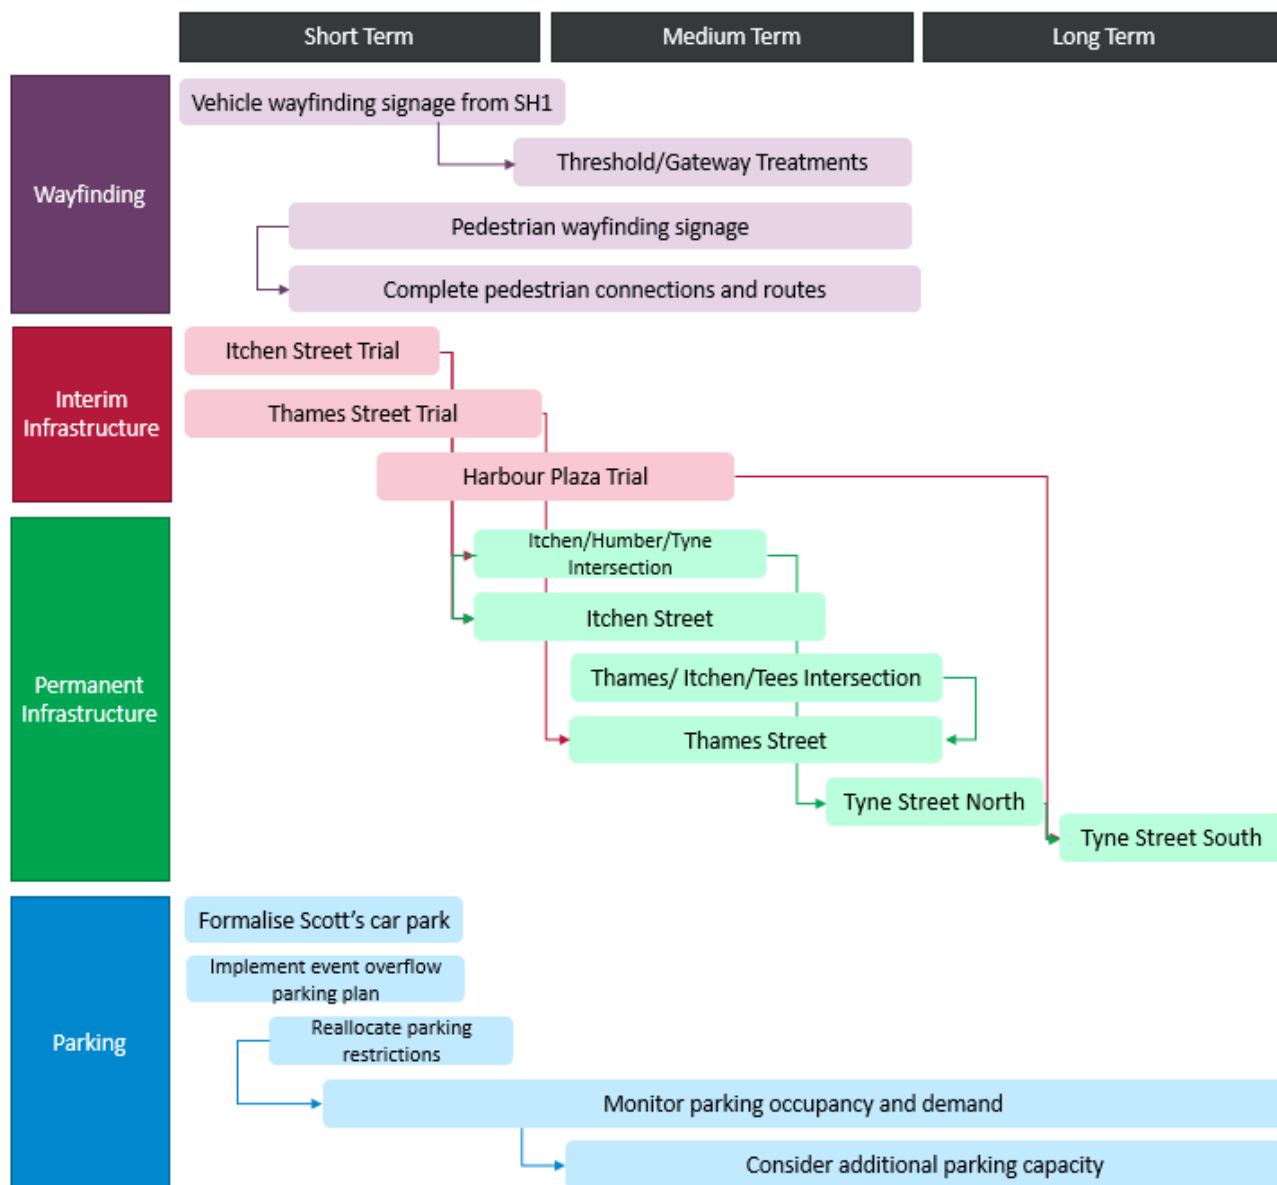 Short Term
Medium Term
Long Term
Wayfinding
Vehicle wayfinding signage from SH1
Threshold/Gateway Treatments
Pedestrian wayfinding signage
Complete pedestrian connections and routes
Interim
Infrastructure
Itchen Street Trial
Thames Street Trial
Harbour Plaza Trial
Permanent
Infrastructure
Itchen/Humber/Tyne
Intersection
Itchen Street
Thames/ Itchen/Tees Intersection
Thames Street
Tyne Street North
Tyne Street South
Parking
Formalise Scott’s car park
Implement event overflow
parking plan
Reallocate parking
restrictions
Monitor parking occupancy and demand
Consider additional parking capacity